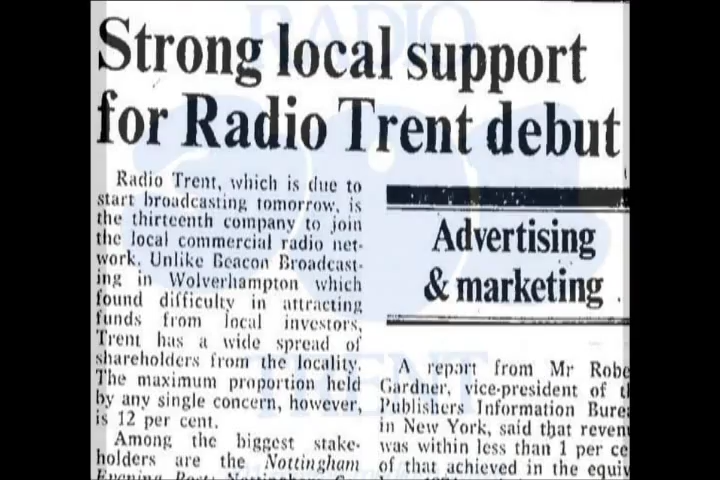 Strong local support
for Radio Trent debut
Radio Trent, which is due to
start broadcasting tomorrow, is
the thirteenth company to join
the local commercial radio net-
work. Unlike Beacon Broadcast-
ing in Wolverhampton which
found difficulty in attracting
funds from local investors,
Trent has a wide spread of
shareholders from the locality.
The maximum proportion held
by any single concern, however,
is 12 per cent.
Among the biggest stake-
holders are the Nottingham
Evening Post
Advertising
& marketing
A report from Mr Robe
Gardner, vice-president of t
Publishers Information Burea
in New York, said that reven
was within less than 1 per ce
of that achieved in the equiv
RADIO
TRENT